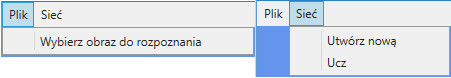 Plik Sieć
Wybierz obraz do rozpoznania
Plik Sieć
Utwórz nową
Ucz